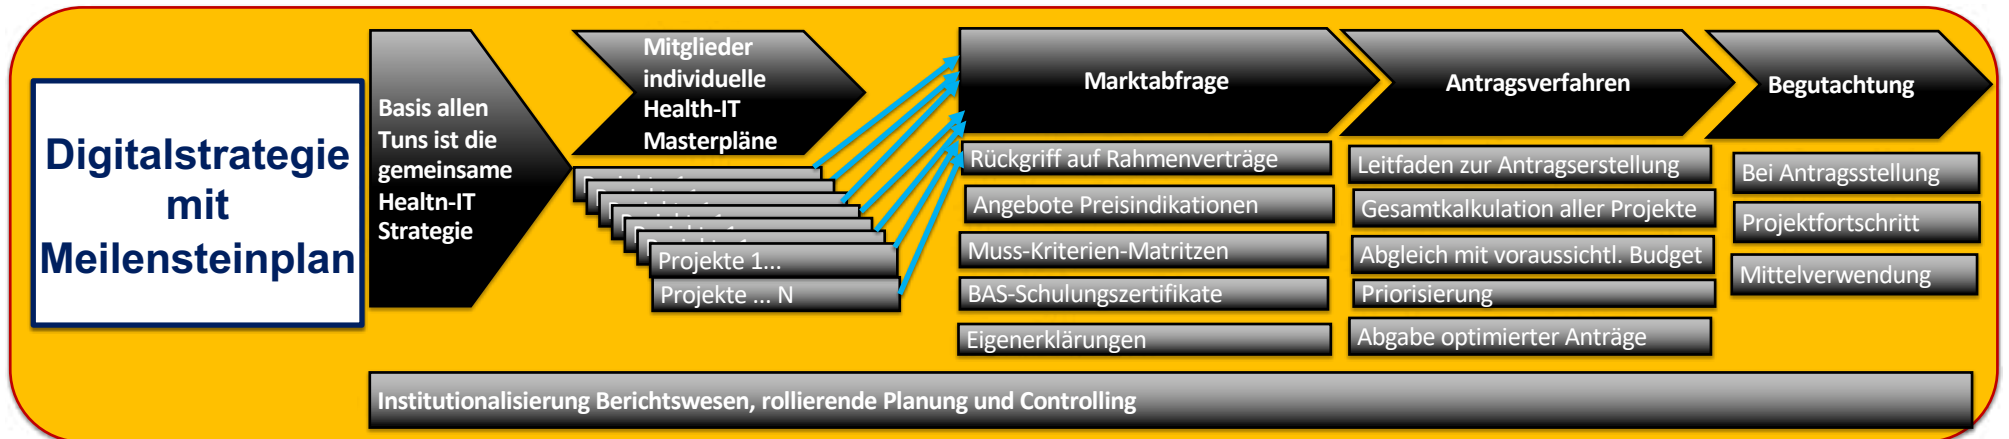 Digitalstrategie
mit
Meilensteinplan
Basis allen
Tuns ist die
gemeinsame
Healtn-IT
Strategie
Mitglieder
individuelle
Health-IT
Masterpläne
Projekte 1...
Projekte ... N
Marktabfrage
Rückgriff auf Rahmenverträge
Angebote Preisindikationen
Muss-Kriterien-Matritzen
BAS-Schulungszertifikate
Eigenerklärungen
Antragsverfahren
Leitfaden zur Antragserstellung
Gesamtkalkulation aller Projekte
Abgleich mit voraussichtl. Budget
Priorisierung
Abgabe optimierter Anträge
Begutachtung
Bei Antragsstellung
Projektfortschritt
Mittelverwendung
Institutionalisierung Berichtswesen, rollierende Planung und Controlling